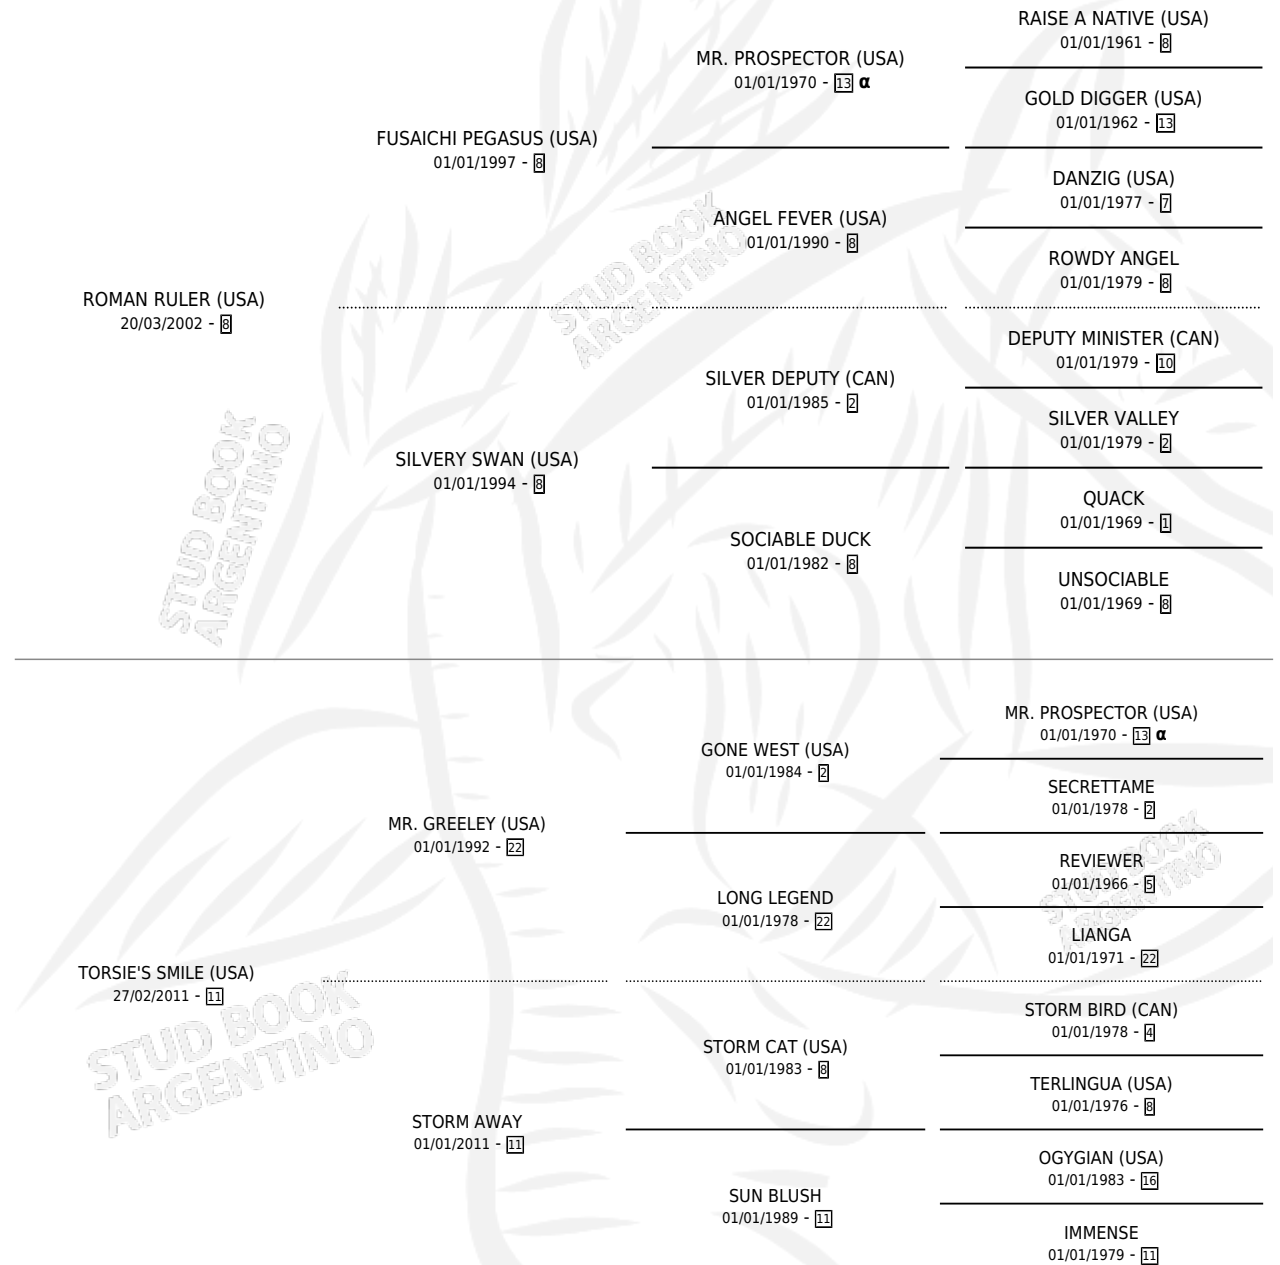 RAISE A NATIVE (USA)
01/01/1961 - 8
MR. PROSPECTOR (USA)
01/01/1970 - 13 α
GOLD DIGGER (USA)
01/01/1962 - 13
FUSAICHI PEGASUS (USA)
01/01/1997 - 8
DANZIG (USA)
01/01/1977 - 7
ANGEL FEVER (USA)
01/01/1990 - 8
ROWDY ANGEL
01/01/1979 - 8
ROMAN RULER (USA)
20/03/2002 - 8
DEPUTY MINISTER (CAN)
01/01/1979 - 10
SILVER DEPUTY (CAN)
01/01/1985 - 2
SILVER VALLEY
01/01/1979 - 2
SILVERY SWAN (USA)
01/01/1994 - 8
QUACK
01/01/1969 - 1
SOCIABLE DUCK
01/01/1982 - 8
UNSOCIABLE
01/01/1969 - 8
MR. PROSPECTOR (USA)
01/01/1970 - 13 α
GONE WEST (USA)
01/01/1984 - 2
SECRETTAME
01/01/1978 - 2
MR. GREELEY (USA)
01/01/1992 - 22
REVIEWER
01/01/1966 - 5
LONG LEGEND
01/01/1978 - 22
LIANGA
01/01/1971 - 22
TORSIE'S SMILE (USA)
27/02/2011 - 11
STORM BIRD (CAN)
01/01/1978 - 4
STORM CAT (USA)
01/01/1983 - 8
TERLINGUA (USA)
01/01/1976 - 8
STORM AWAY
01/01/2011 - 11
OGYGIAN (USA)
01/01/1983 - 16
SUN BLUSH
01/01/1989 - 11
IMMENSE
01/01/1979 - 11
STUD BOOK
ARGENTINO
STUD BOOK
ARGENTINO
STUD BOOK
ARGENTINO
STUD BOOK
ARGENTINO